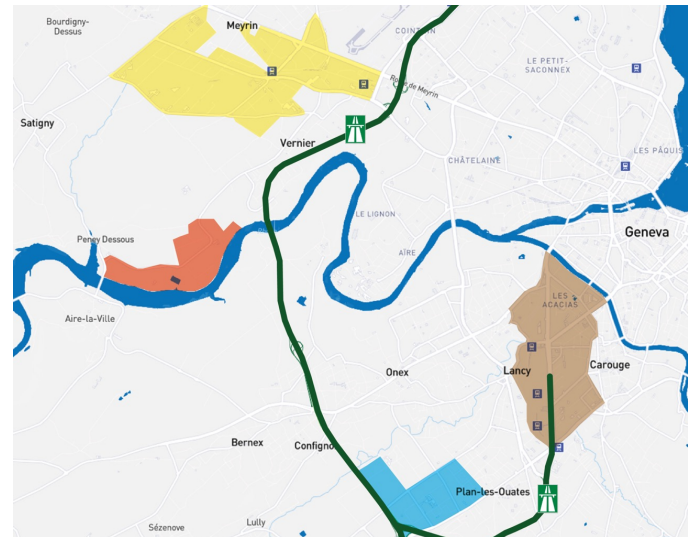 Bourdigny-
Dessus
Meyrin
COINTRIN
LE PETIT-
SACONNEX
Route de Meyrin
Satigny
Vernier
CHÂTELAINE
LES PÂQUIS
LE LIGNON
Geneva
Peney Dessous
AÏRE
LES
ACACIAS
Aire-la-Ville
Onex
Lancy
Carouge
Bernex
Confignon
Plan-les-Ouates
Sézenove
Lully